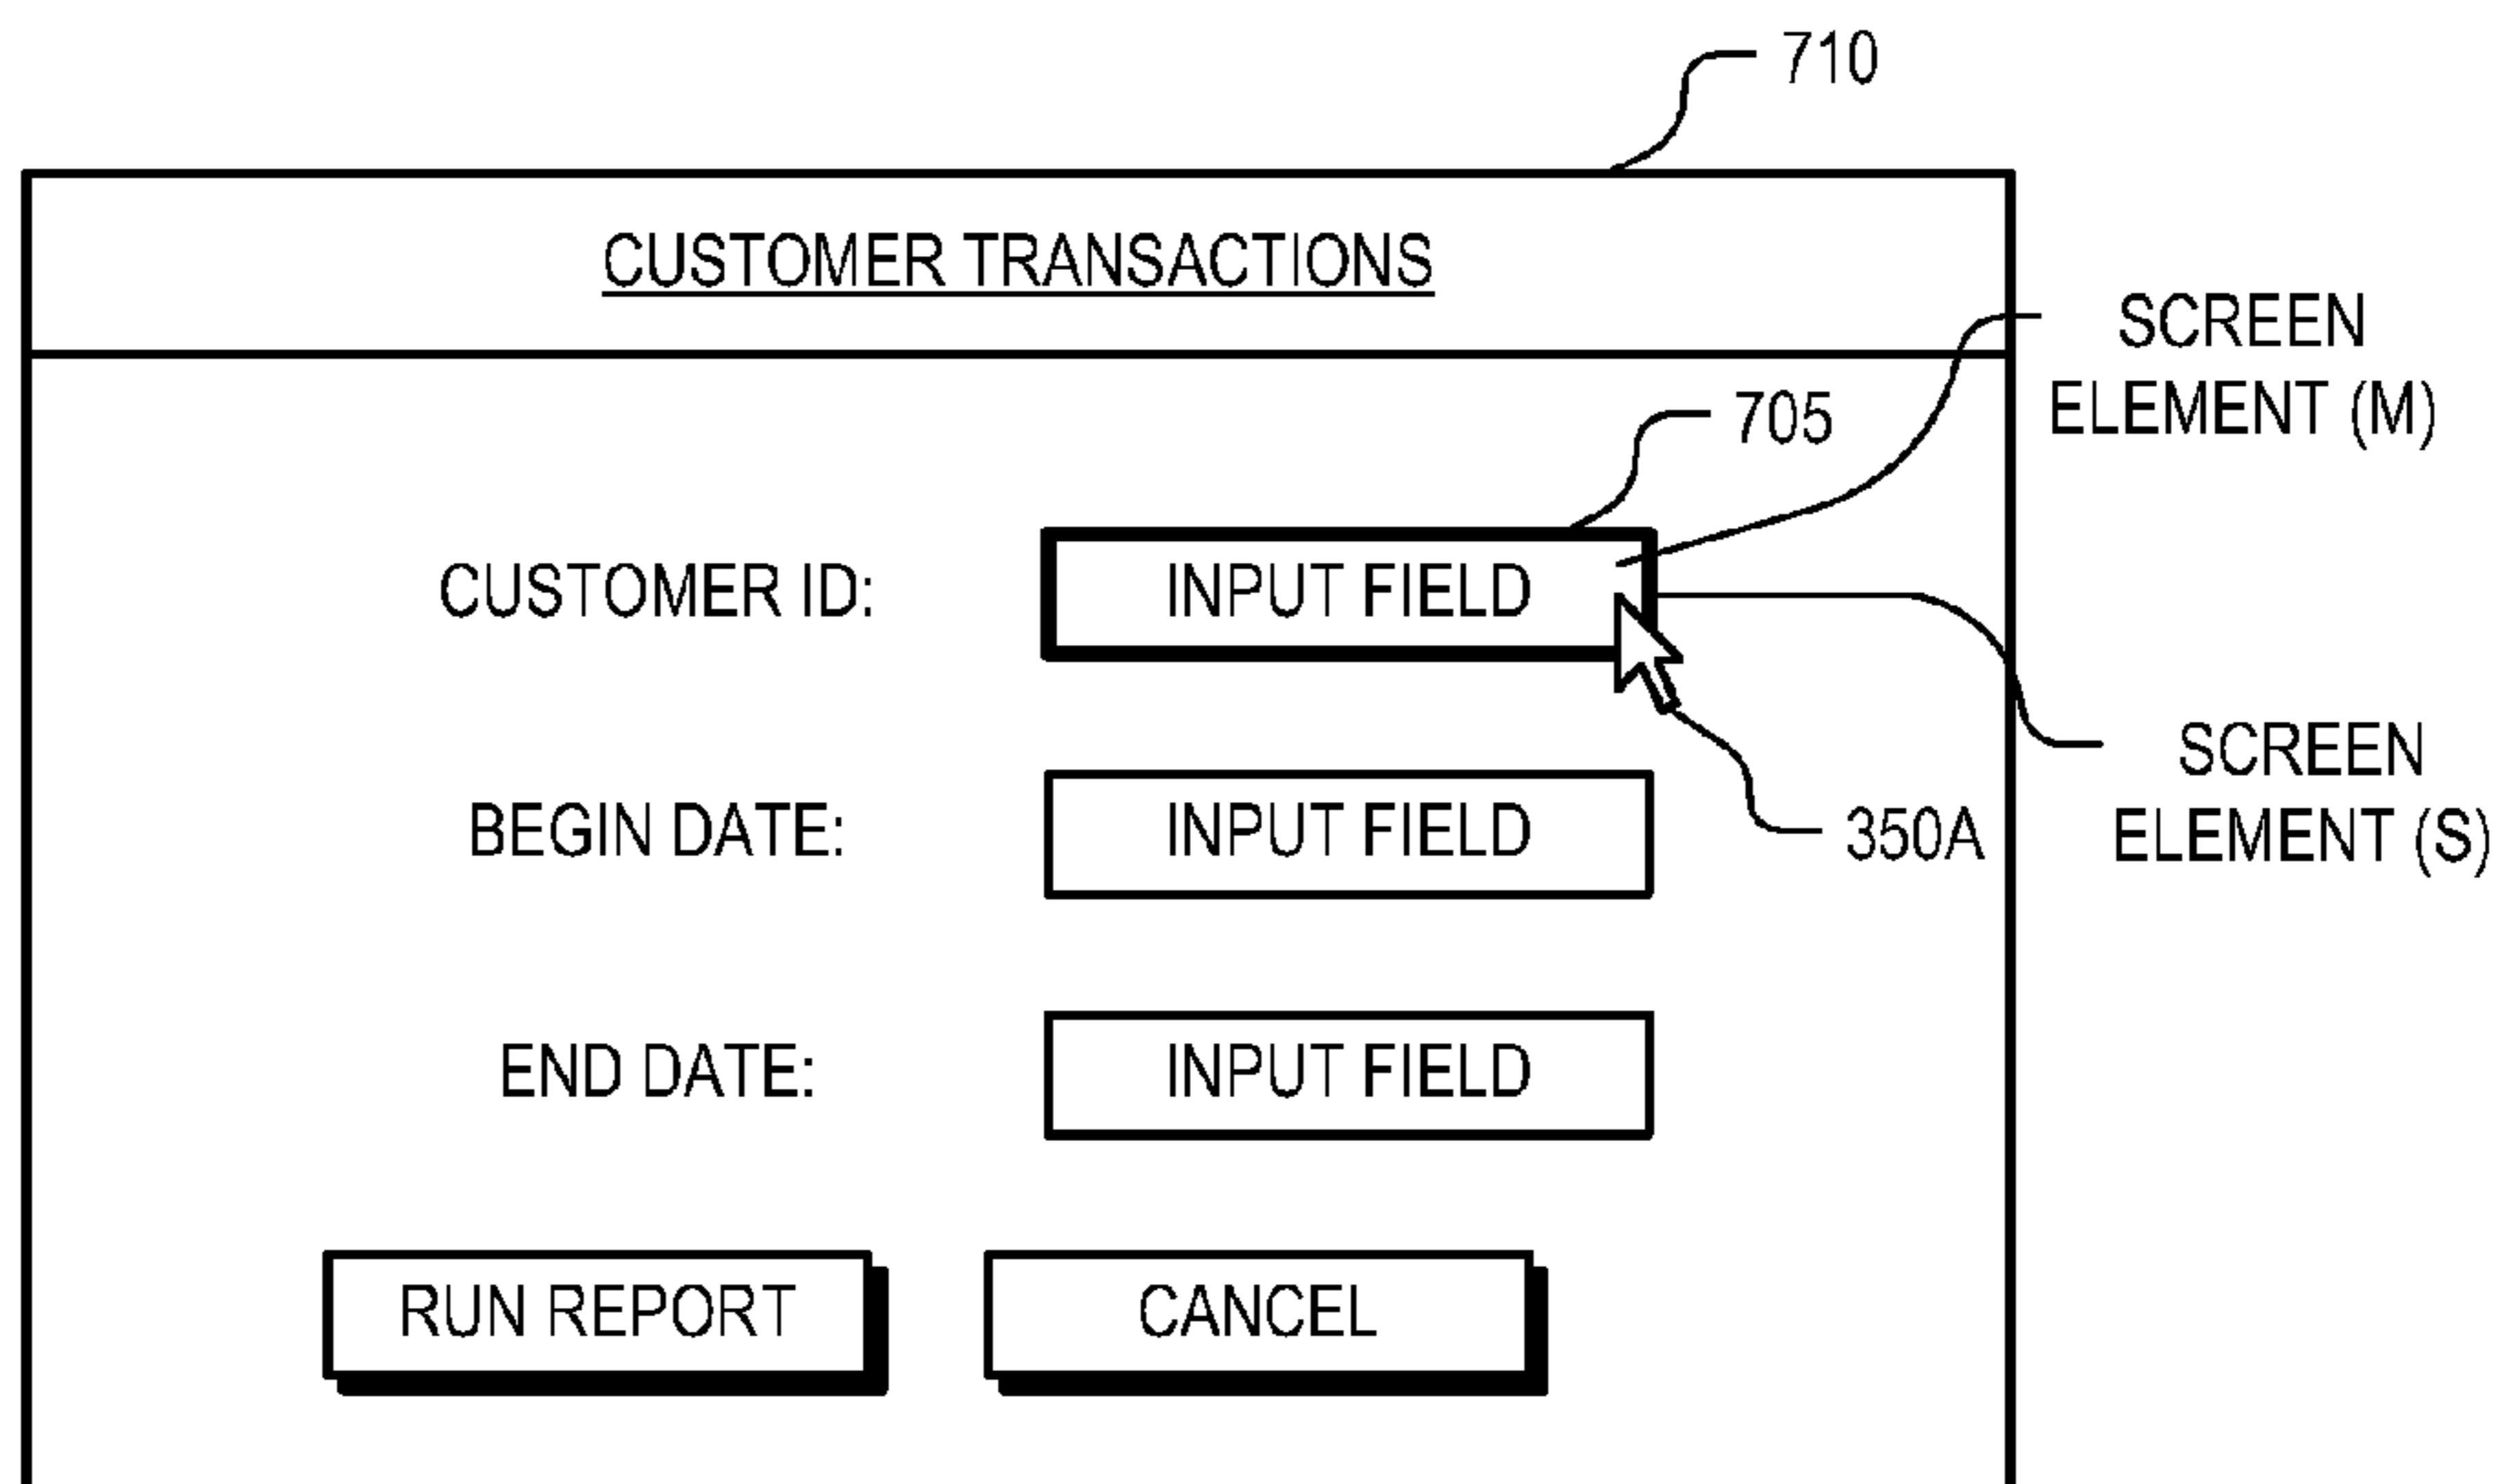 710
CUSTOMER TRANSACTIONS
SCREEN
ELEMENT (M)
705
CUSTOMER ID: INPUT FIELD
SCREEN
ELEMENT (S)
BEGIN DATE: INPUT FIELD
350A
END DATE: INPUT FIELD
RUN REPORT CANCEL